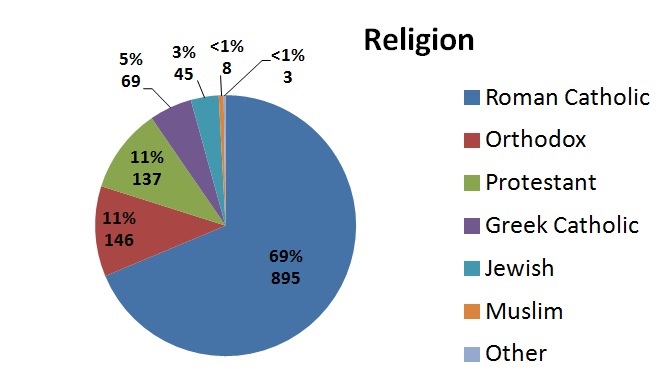 Religion
5%
69
3%
45
<1%
8
<1%
3
11%
137
11%
146
69%
895
Roman Catholic
Orthodox
Protestant
Greek Catholic
Jewish
Muslim
Other